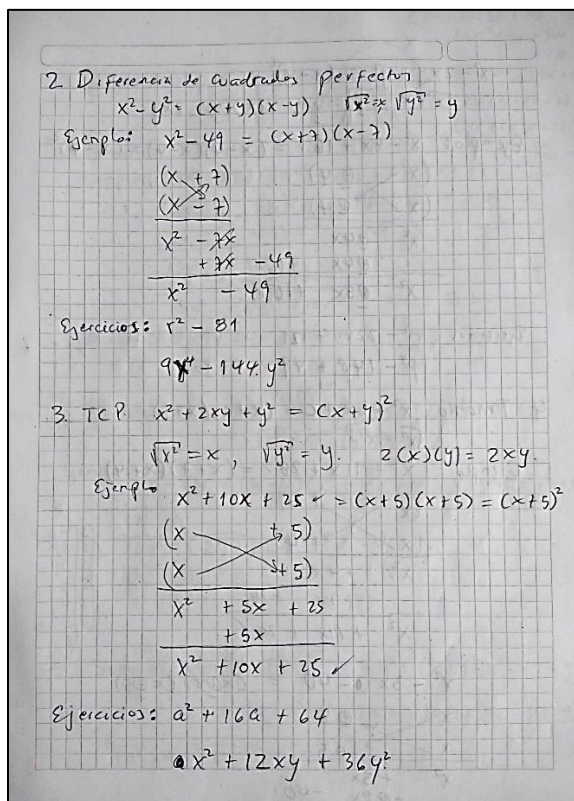 2 Diferencia de cuadrados perfectos
x² - y² = (x+y)(x-y) √x² = x, √y² = y
Ejemplo: x² - 49 = (x+7)(x-7)
(x + 7)
(x - 7)
x² - 7x
+ 7x - 49
x² - 49
Ejercicios: r² - 81
9x⁴ - 144 y²
3. TCP. x² + 2xy + y² = (x+y)²
√x² = x , √y² = y. 2(x)(y) = 2xy.
Ejemplo x² + 10x + 25 ✓ = (x+5)(x+5) = (x+5)²
(x + 5)
(x + 5)
x² + 5x + 25
+ 5x
x² + 10x + 25 ✓
Ejercicios: a² + 16a + 64
x² + 12xy + 36y²